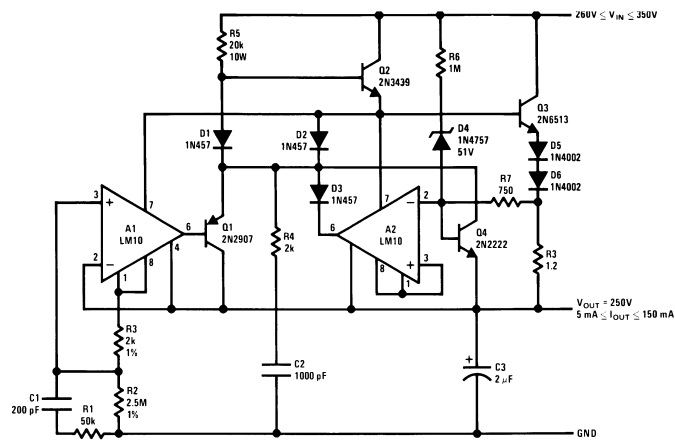 260V ≤ VIN ≤ 350V
R5
20k
10W
Q2
2N3439
R6
1M
Q3
2N6513
D1
1N457
D2
1N457
D4
1N4757
51V
D5
1N4002
D6
1N4002
R7
750
3
+
7
A1
LM10
6
2
−
4
1
8
Q1
2N2907
R4
2k
D3
1N457
6
7
A2
LM10
−
2
+
3
8
1
Q4
2N2222
R3
1.2
VOUT = 250V
5 mA ≤ IOUT ≤ 150 mA
R3
2k
1%
C2
1000 pF
+
C3
2 μF
C1
200 pF
R1
50k
R2
2.5M
1%
GND